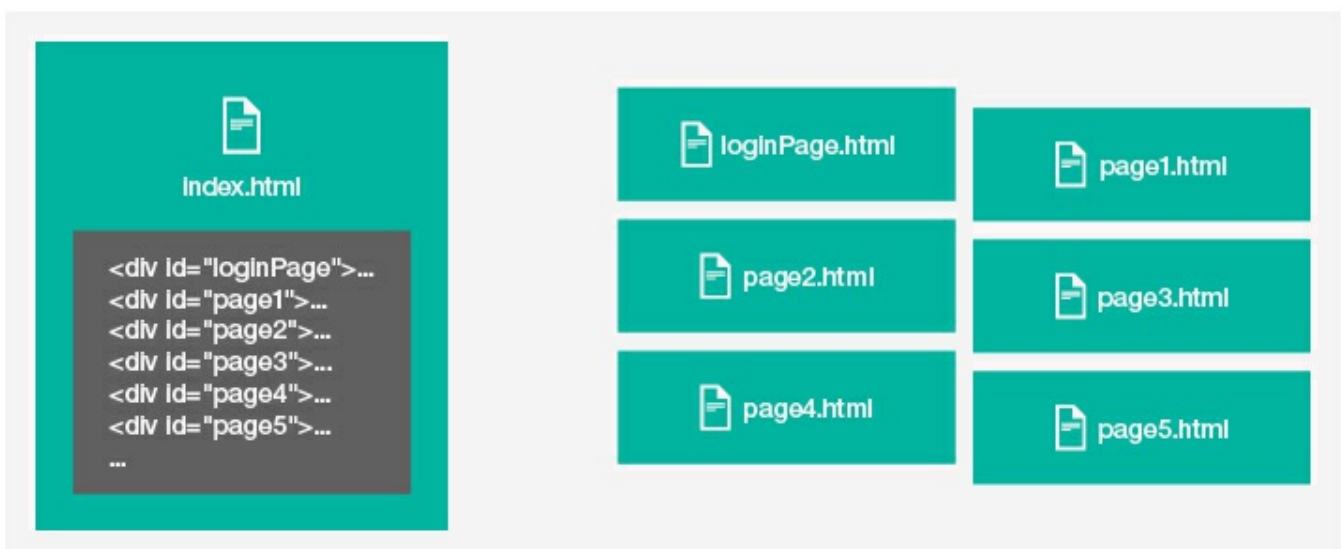 index.html
<div id="loginPage">...
<div id="page1">...
<div id="page2">...
<div id="page3">...
<div id="page4">...
<div id="page5">...
...
loginPage.html
page1.html
page2.html
page3.html
page4.html
page5.html